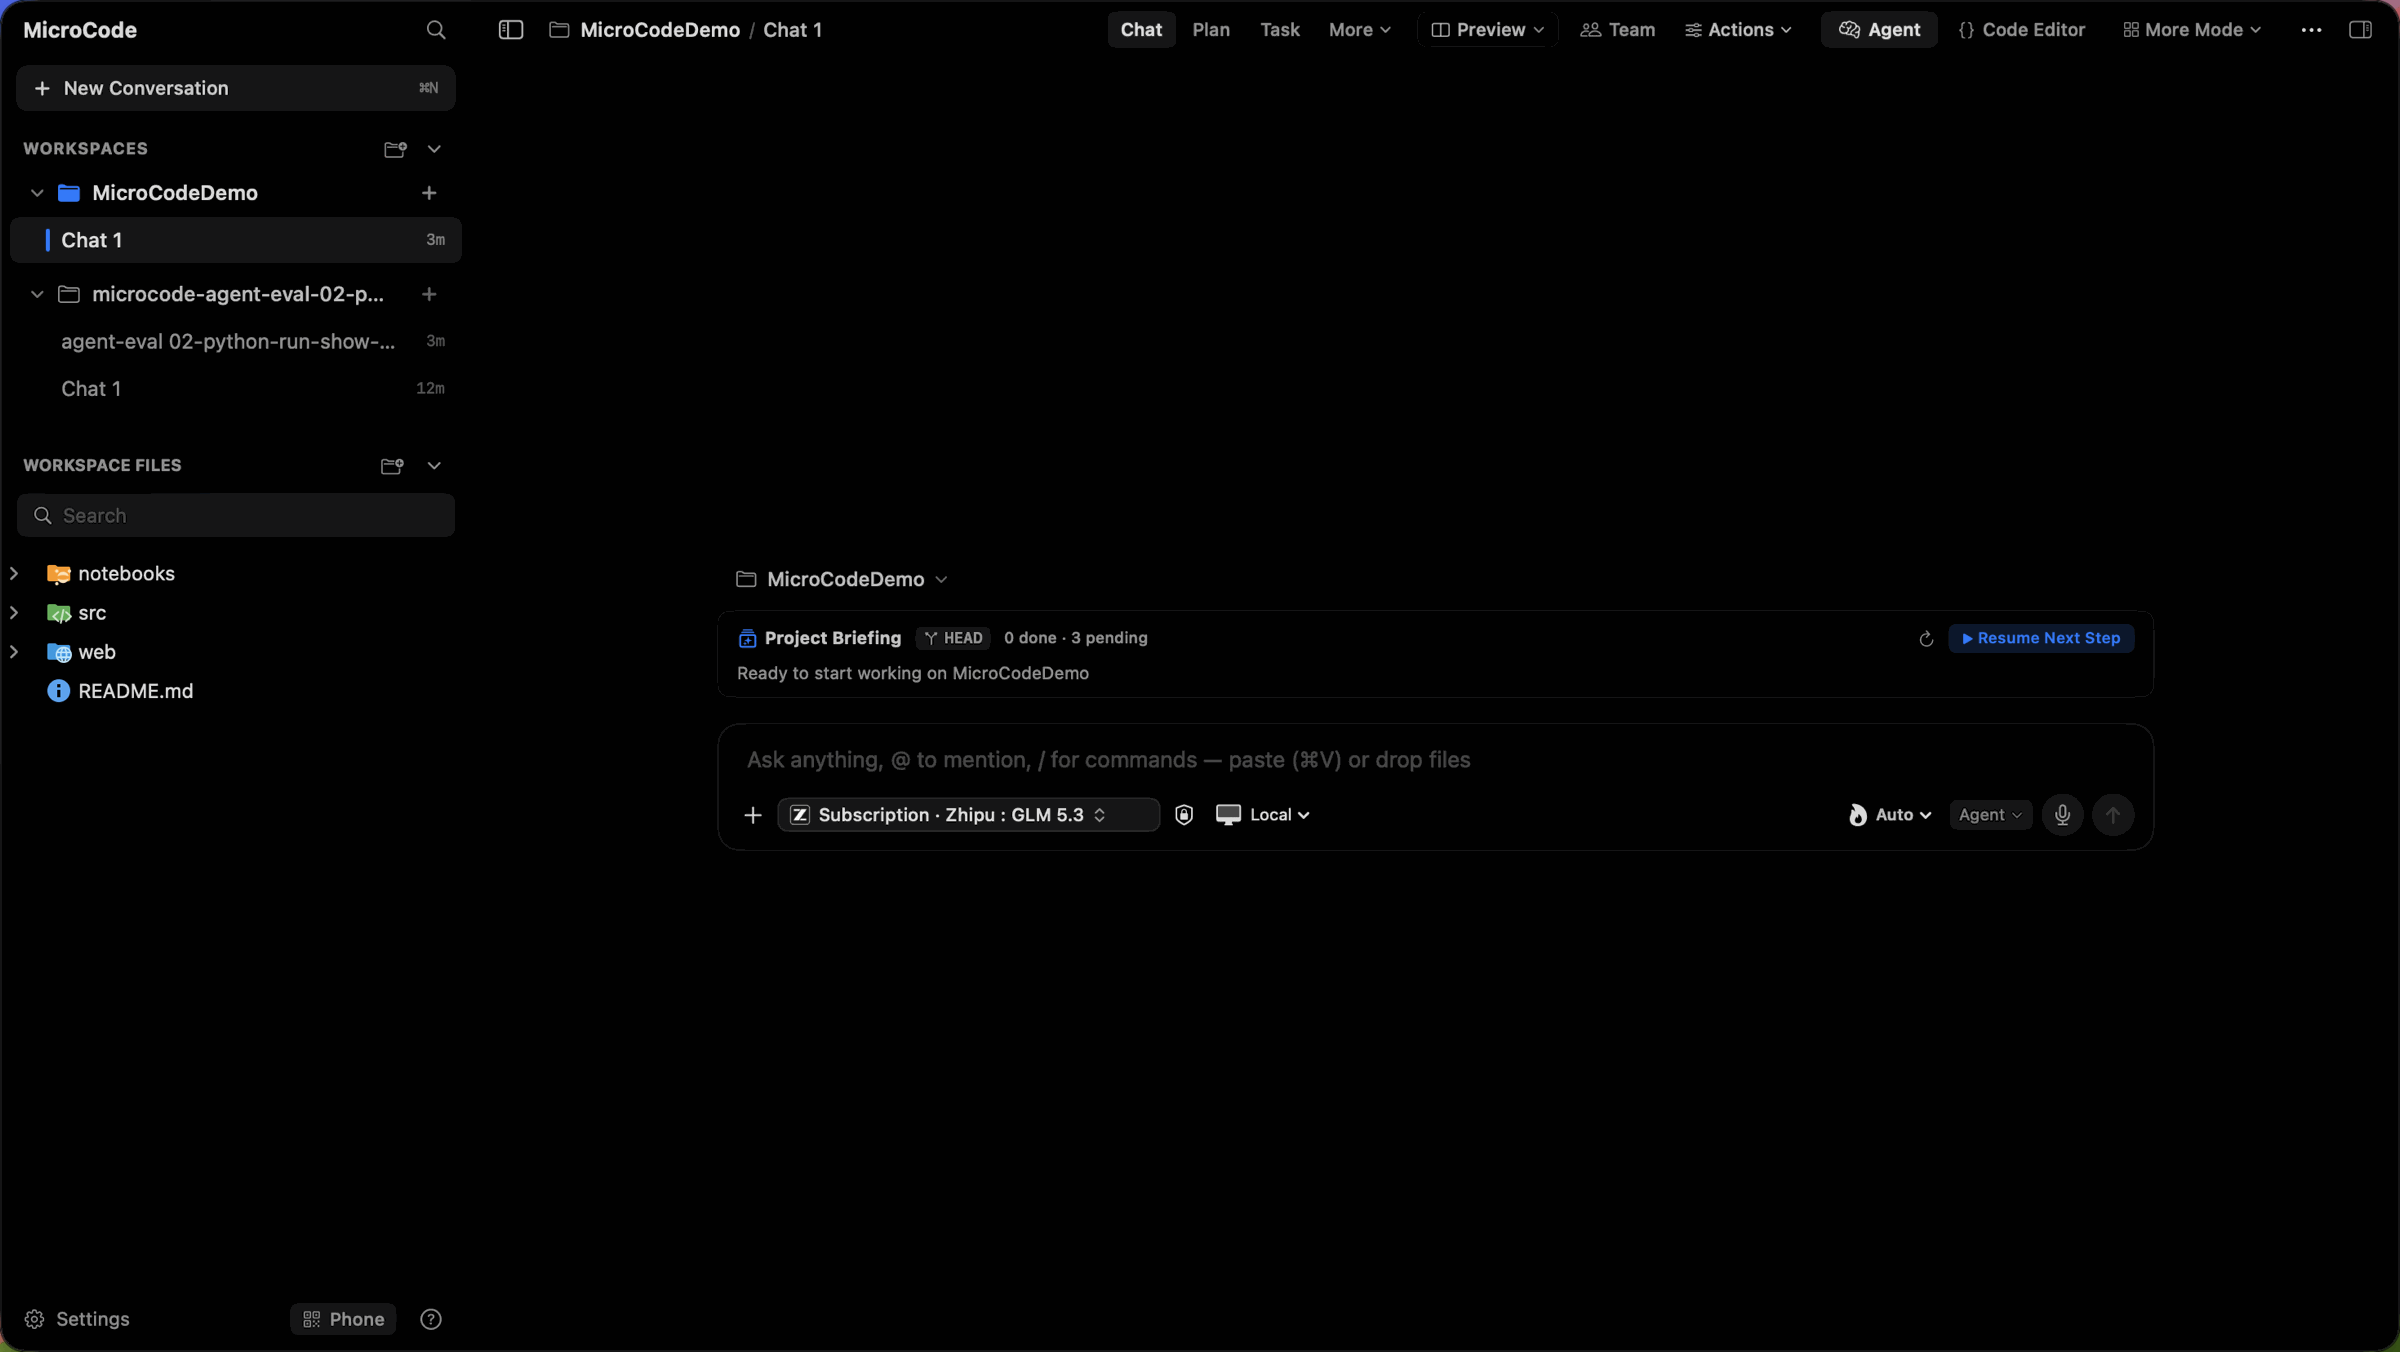 MicroCode
New Conversation ⌘N
WORKSPACES
MicroCodeDemo
Chat 1 3m
microcode-agent-eval-02-p...
agent-eval 02-python-run-show-... 3m
Chat 1 12m
WORKSPACE FILES
Search
notebooks
src
web
README.md
Settings
Phone
MicroCodeDemo / Chat 1
Chat Plan Task More Preview Team Actions Agent {} Code Editor More Mode
MicroCodeDemo
Project Briefing HEAD 0 done · 3 pending Resume Next Step
Ready to start working on MicroCodeDemo
Ask anything, @ to mention, / for commands — paste (⌘V) or drop files
Subscription · Zhipu : GLM 5.3 Local Auto Agent